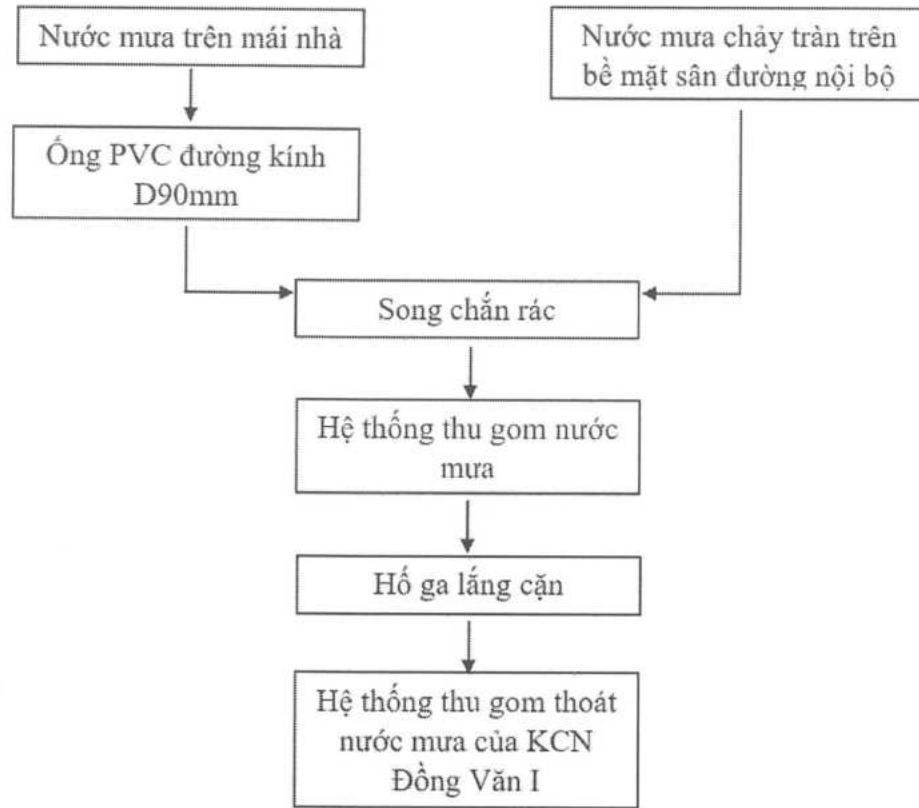 Nước mưa trên mái nhà
Nước mưa chảy tràn trên
bề mặt sân đường nội bộ
Ống PVC đường kính
D90mm
Song chắn rác
Hệ thống thu gom nước
mưa
Hố ga lắng cặn
Hệ thống thu gom thoát
nước mưa của KCN
Đồng Văn I